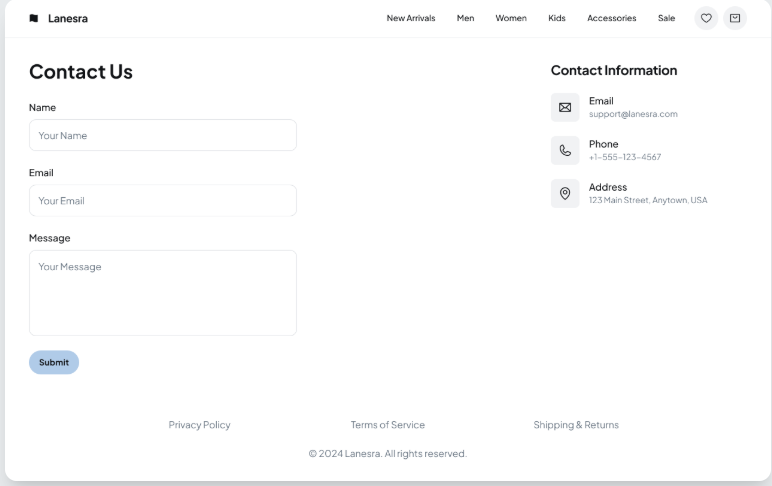 Lanesra
New Arrivals
Men
Women
Kids
Accessories
Sale
Contact Us
Name
Your Name
Email
Your Email
Message
Your Message
Submit
Contact Information
Email
support@lanesra.com
Phone
+1-555-123-4567
Address
123 Main Street, Anytown, USA
Privacy Policy
Terms of Service
Shipping & Returns
© 2024 Lanesra. All rights reserved.